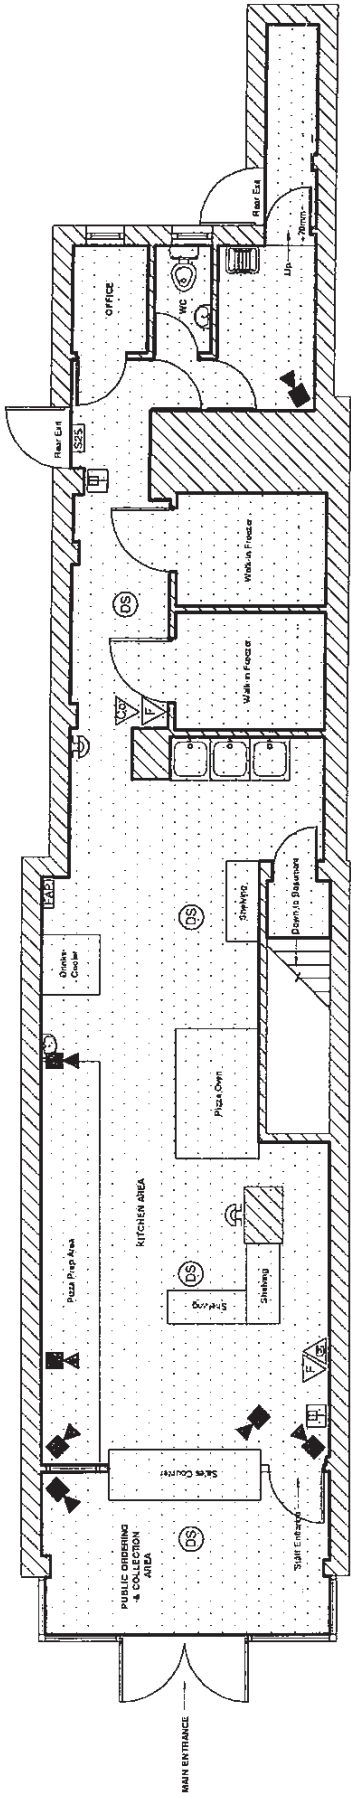 Rear Exit
Up
+70mm
OFFICE
WC
Rear Exit
S25
Walk-in Freezer
DS
Walk-in Freezer
Co²
F
Down to Basement
Shelving
DS
FAP
Drinks
Cooler
Pizza Oven
KITCHEN AREA
Pizza Prep Area
DS
Shelving
Shelving
F
Sales Counter
Staff Entrance
DS
PUBLIC ORDERING
& COLLECTION
AREA
MAIN ENTRANCE